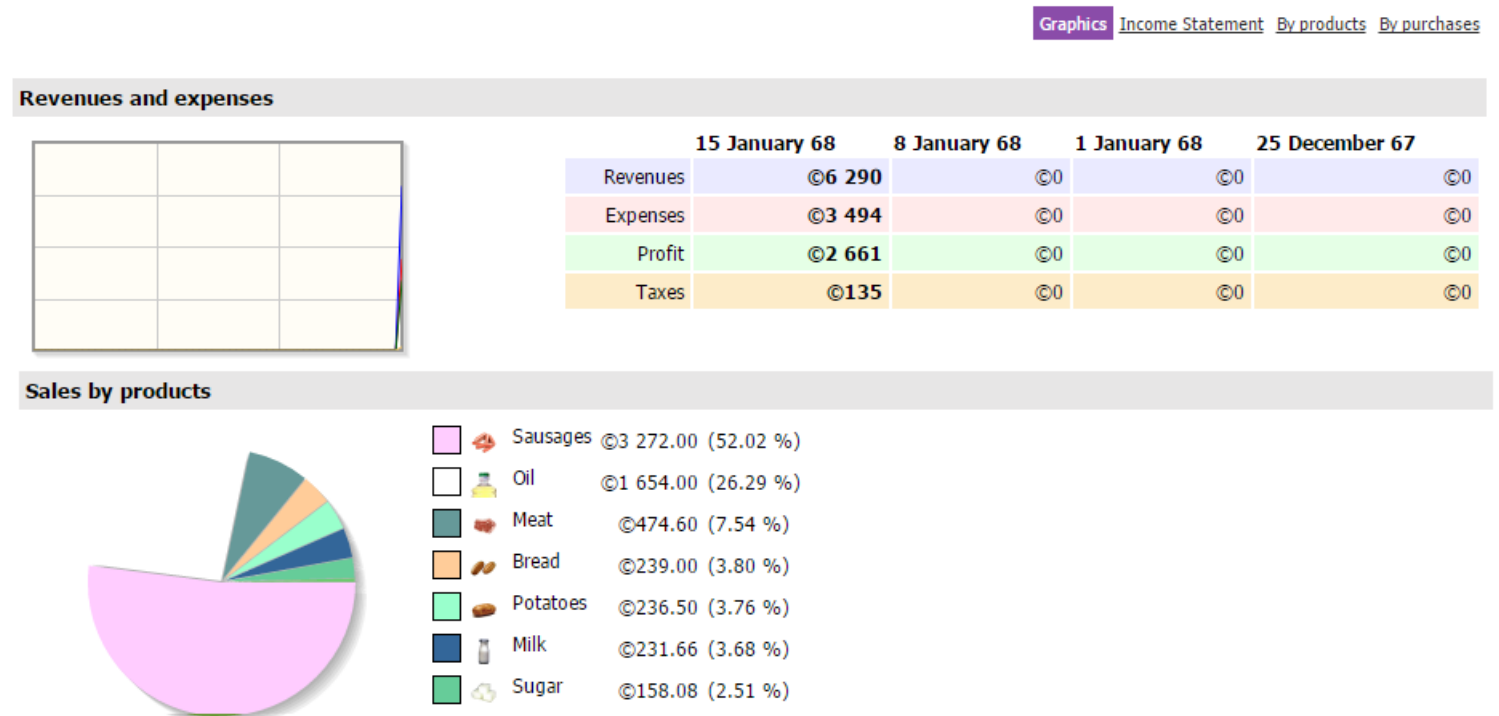 Graphics Income Statement By products By purchases
Revenues and expenses
15 January 68 8 January 68 1 January 68 25 December 67
Revenues ©6 290 ©0 ©0 ©0
Expenses ©3 494 ©0 ©0 ©0
Profit ©2 661 ©0 ©0 ©0
Taxes ©135 ©0 ©0 ©0
Sales by products
Sausages ©3 272.00 (52.02 %)
Oil ©1 654.00 (26.29 %)
Meat ©474.60 (7.54 %)
Bread ©239.00 (3.80 %)
Potatoes ©236.50 (3.76 %)
Milk ©231.66 (3.68 %)
Sugar ©158.08 (2.51 %)